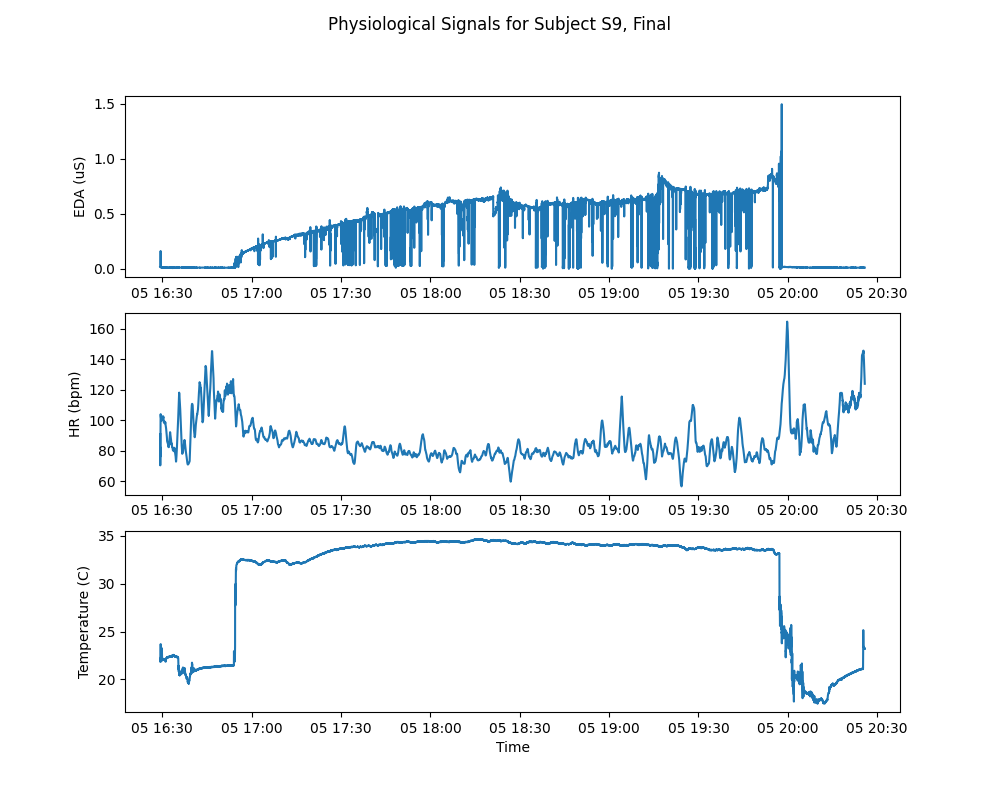 Physiological Signals for Subject S9, Final
1.5
1.0
0.5
0.0
EDA (uS)
05 16:30 05 17:00 05 17:30 05 18:00 05 18:30 05 19:00 05 19:30 05 20:00 05 20:30
160
140
120
100
80
60
HR (bpm)
05 16:30 05 17:00 05 17:30 05 18:00 05 18:30 05 19:00 05 19:30 05 20:00 05 20:30
35
30
25
20
Temperature (C)
05 16:30 05 17:00 05 17:30 05 18:00 05 18:30 05 19:00 05 19:30 05 20:00 05 20:30
Time